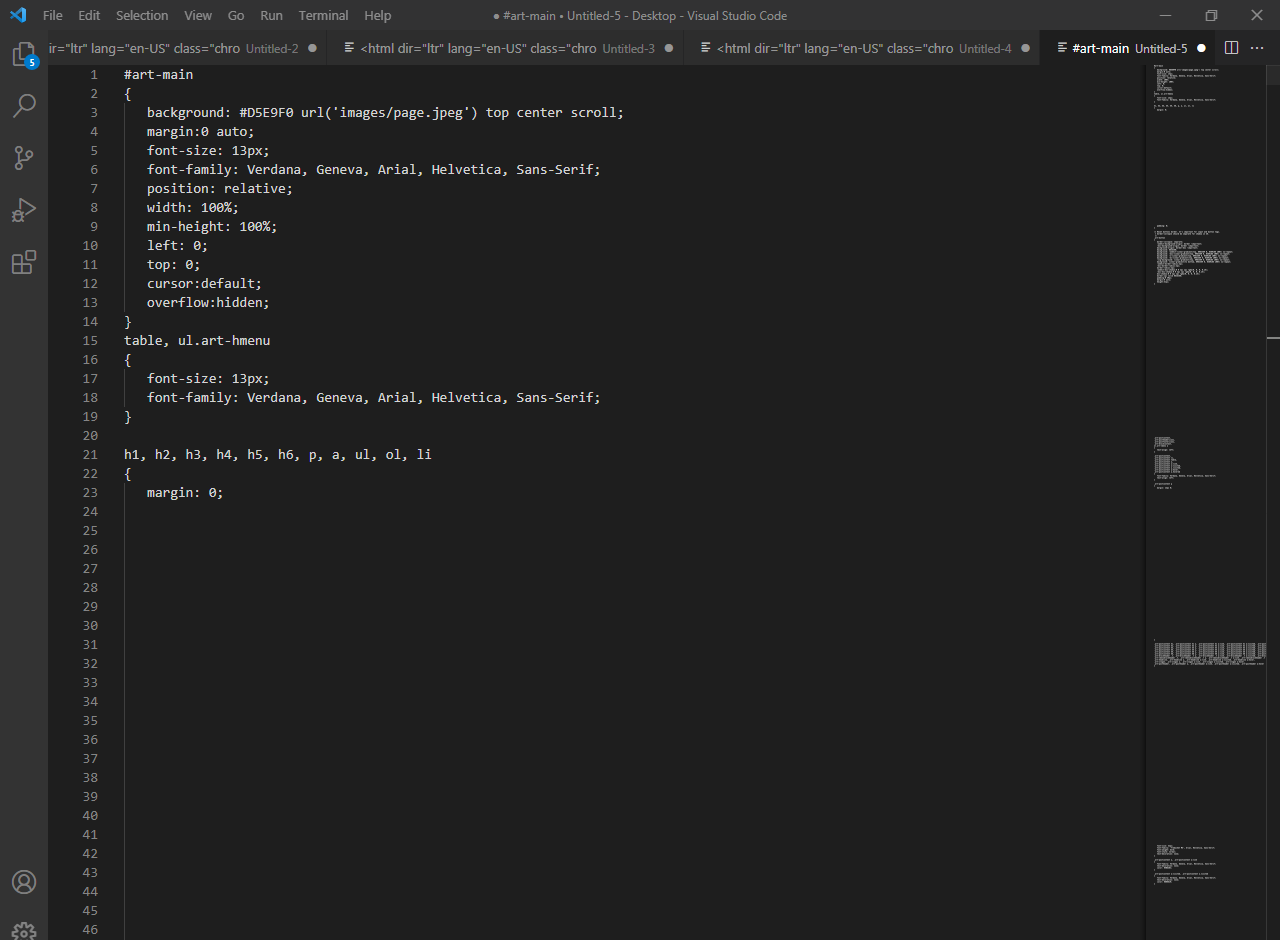 File Edit Selection View Go Run Terminal Help ● #art-main • Untitled-5 - Desktop - Visual Studio Code
ir="ltr" lang="en-US" class="chro Untitled-2 ● <html dir="ltr" lang="en-US" class="chro Untitled-3 ● <html dir="ltr" lang="en-US" class="chro Untitled-4 ● #art-main Untitled-5 ●
5
1 #art-main
2 {
3 background: #D5E9F0 url('images/page.jpeg') top center scroll;
4 margin:0 auto;
5 font-size: 13px;
6 font-family: Verdana, Geneva, Arial, Helvetica, Sans-Serif;
7 position: relative;
8 width: 100%;
9 min-height: 100%;
10 left: 0;
11 top: 0;
12 cursor:default;
13 overflow:hidden;
14 }
15 table, ul.art-hmenu
16 {
17 font-size: 13px;
18 font-family: Verdana, Geneva, Arial, Helvetica, Sans-Serif;
19 }
20
21 h1, h2, h3, h4, h5, h6, p, a, ul, ol, li
22 {
23 margin: 0;
24
25
26
27
28
29
30
31
32
33
34
35
36
37
38
39
40
41
42
43
44
45
46